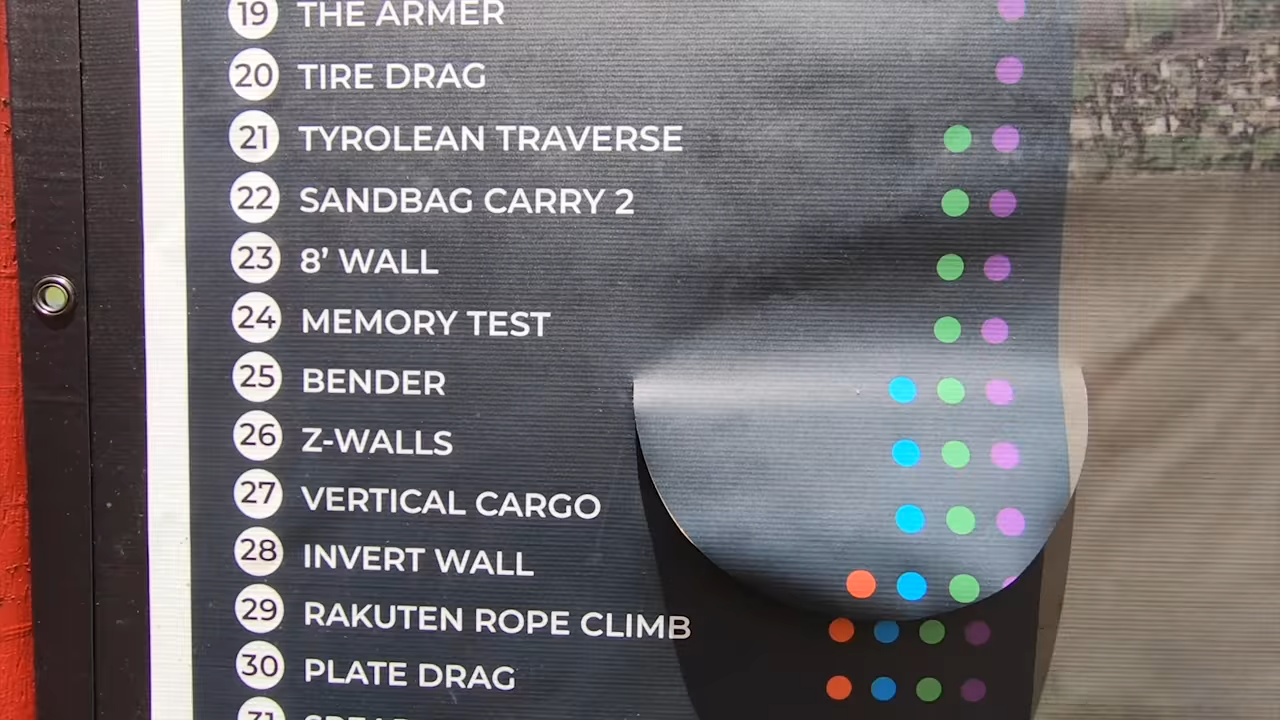 19 THE ARMER
20 TIRE DRAG
21 TYROLEAN TRAVERSE
22 SANDBAG CARRY 2
23 8’ WALL
24 MEMORY TEST
25 BENDER
26 Z-WALLS
27 VERTICAL CARGO
28 INVERT WALL
29 RAKUTEN ROPE CLIMB
30 PLATE DRAG
31